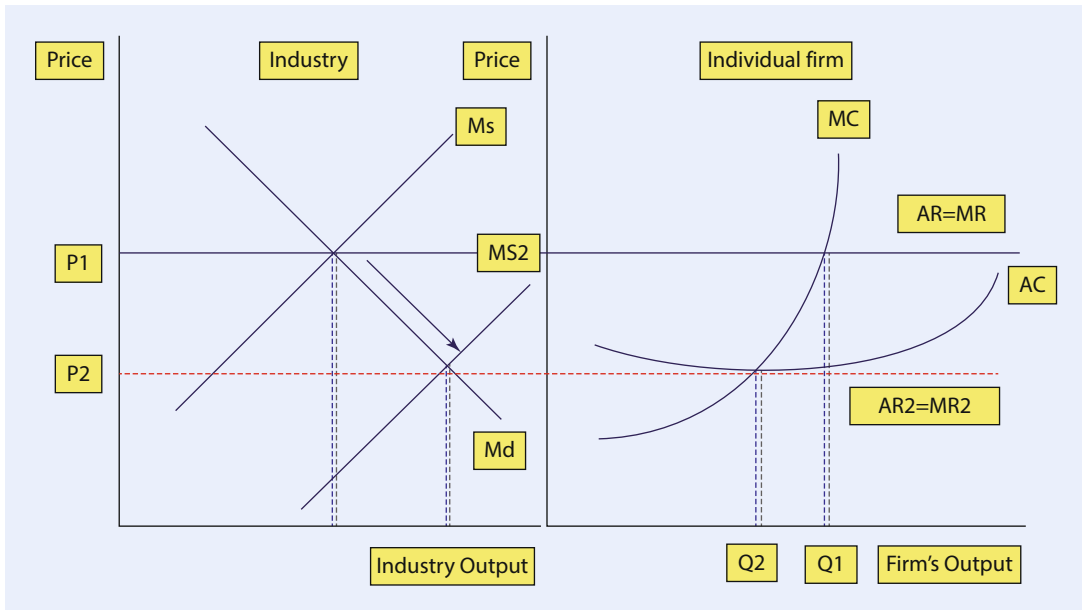 Price
Industry
Price
Individual firm
Ms
MC
AR=MR
P1
MS2
AC
P2
AR2=MR2
Md
Industry Output
Q2
Q1
Firm's Output